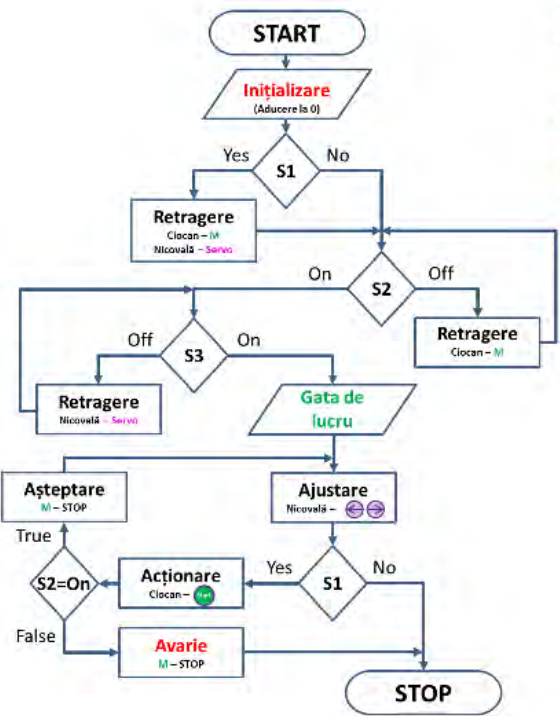 START
Inițializare
(Aducere la 0)
Yes
No
S1
Retragere
Ciocan – M
Nicovală – Servo
On
Off
S2
Retragere
Ciocan – M
Off
On
S3
Retragere
Nicovală – Servo
Gata de
lucru
Așteptare
M – STOP
Ajustare
Nicovală –
True
Yes
No
S2=On
Acționare
Ciocan – Start
S1
False
Avarie
M – STOP
STOP